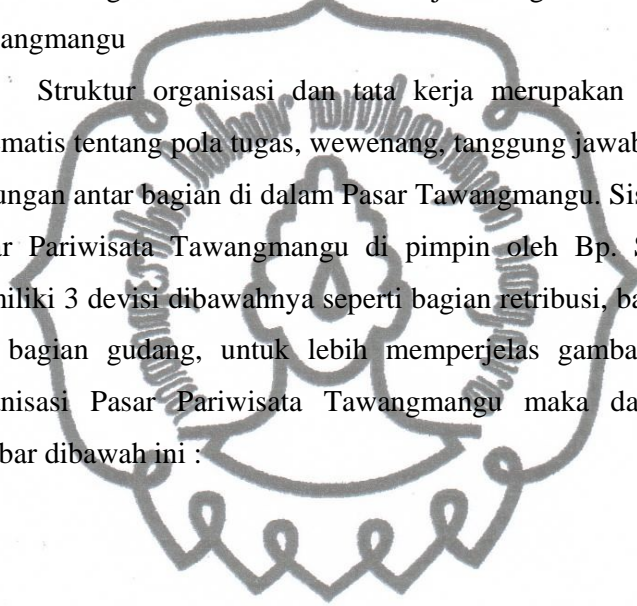 angmangu
Struktur organisasi dan tata kerja merupakan
matis tentang pola tugas, wewenang, tanggung jawab
ungan antar bagian di dalam Pasar Tawangmangu. Sis
r Pariwisata Tawangmangu di pimpin oleh Bp. S
iliki 3 devisi dibawahnya seperti bagian retribusi, ba
bagian gudang, untuk lebih memperjelas gamba
nisasi Pasar Pariwisata Tawangmangu maka da
bar dibawah ini :